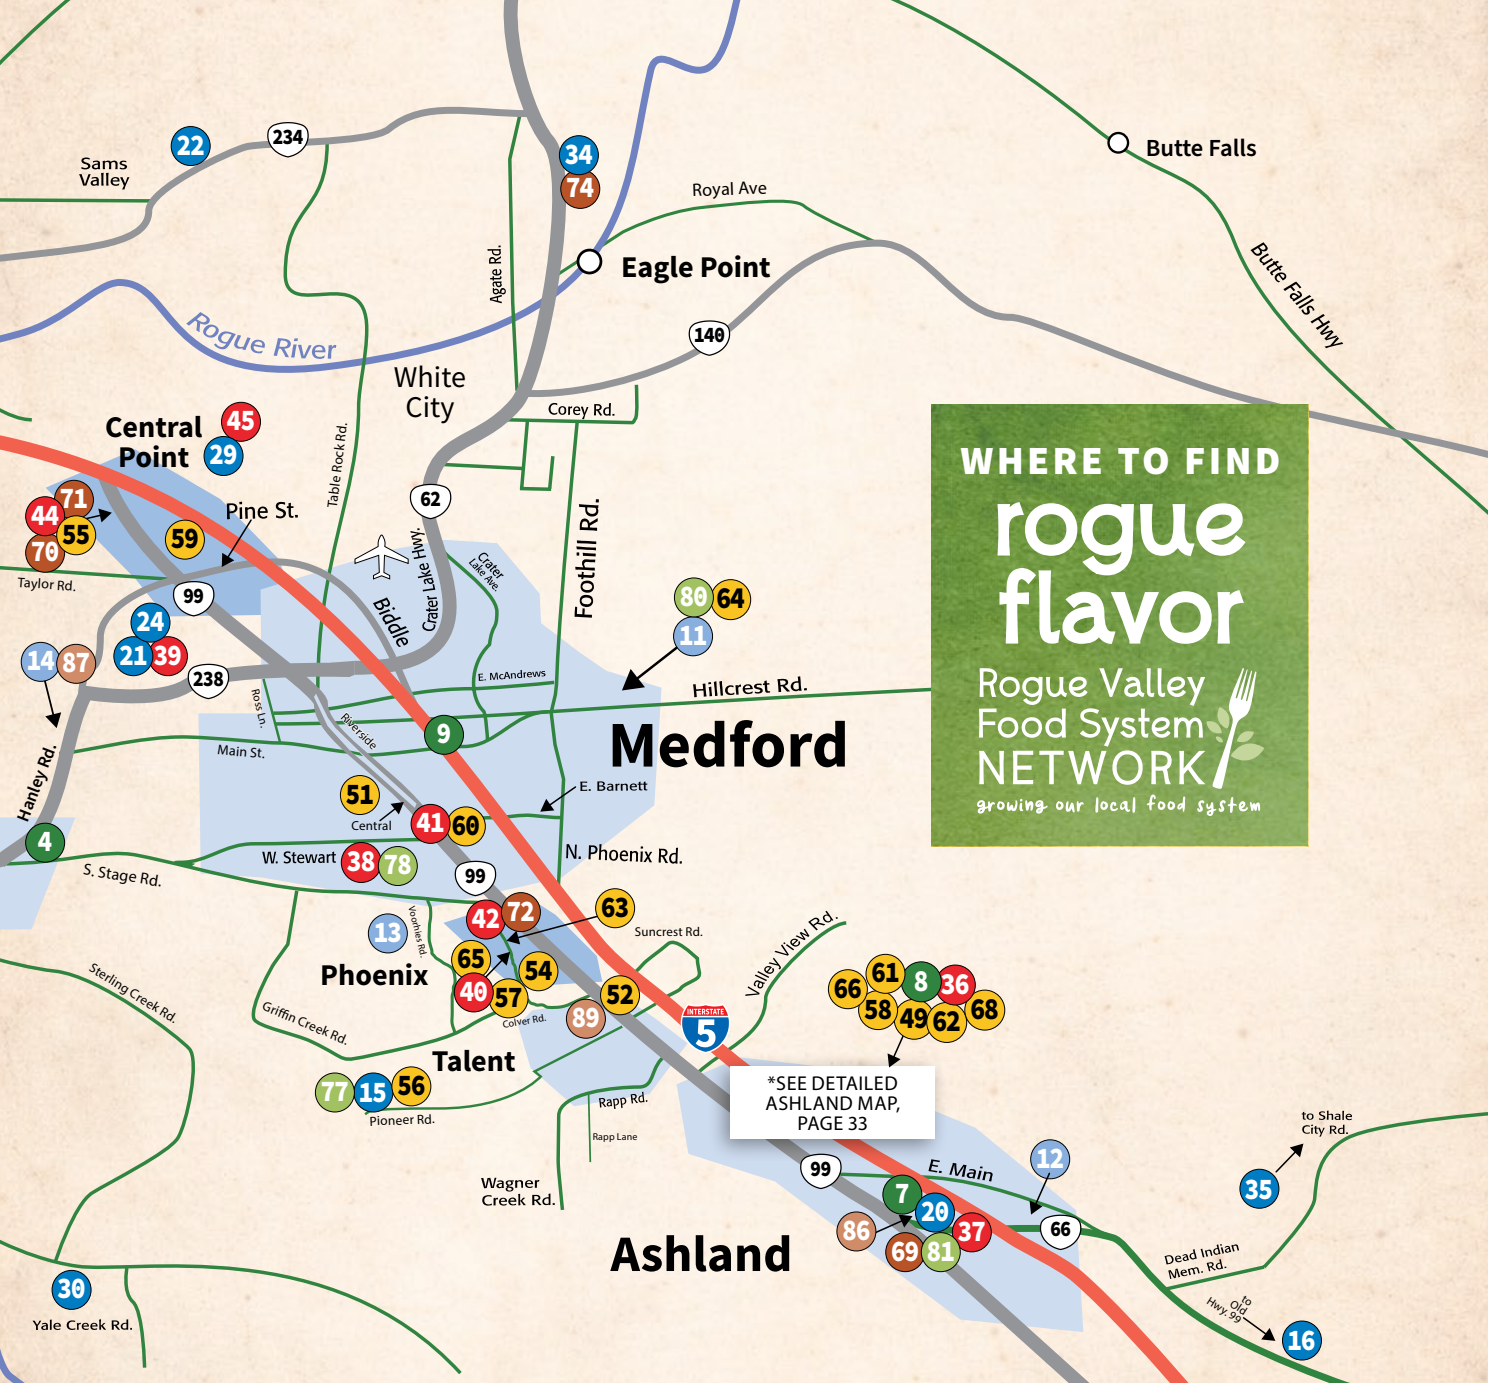 22
234
Sams
Valley
34
74
Royal Ave
Butte Falls
Agate Rd.
Eagle Point
Butte Falls Hwy
Rogue River
140
White
City
Corey Rd.
Central
Point
45
29
Table Rock Rd.
62
WHERE TO FIND
rogue
flavor
Rogue Valley
Food System
NETWORK
growing our local food system
71
44
55
70
59
Pine St.
Taylor Rd.
99
Crater Lake Hwy.
Crater
Lake Ave.
Foothill Rd.
Biddle
80
64
11
24
21
39
14
87
238
E. McAndrews
Hillcrest Rd.
Ross Ln.
Riverside
9
Medford
Main St.
Hanley Rd.
51
Central
E. Barnett
41
60
4
W. Stewart
38
78
N. Phoenix Rd.
S. Stage Rd.
99
42
72
63
13
Voorhies Rd.
Suncrest Rd.
65
54
Phoenix
40
57
52
Valley View Rd.
66
61
8
36
58
49
62
68
Sterling Creek Rd.
Griffin Creek Rd.
Colver Rd.
89
INTERSTATE
5
Talent
77
15
56
Pioneer Rd.
*SEE DETAILED
ASHLAND MAP,
PAGE 33
Rapp Rd.
Rapp Lane
to Shale
City Rd.
Wagner
Creek Rd.
99
E. Main
12
35
7
20
86
37
66
69
81
Ashland
Dead Indian
Mem. Rd.
30
Yale Creek Rd.
to
Old
Hwy. 99
16